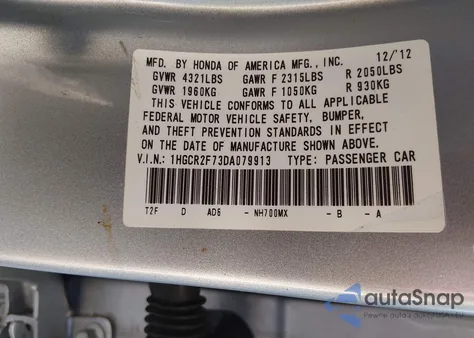 MFD. BY HONDA OF AMERICA MFG., INC. 12/'12
GVWR 4321LBS GAWR F 2315LBS R 2050LBS
GVWR 1960KG GAWR F 1050KG R 930KG
THIS VEHICLE CONFORMS TO ALL APPLICABLE
FEDERAL MOTOR VEHICLE SAFETY, BUMPER,
AND THEFT PREVENTION STANDARDS IN EFFECT
ON THE DATE OF MANUFACTURE SHOWN ABOVE.
V.I.N.: 1HGCR2F73DA079913 TYPE: PASSENGER CAR
T2F D AD6 - NH700MX - B - A
autoSnap
Pewne auto